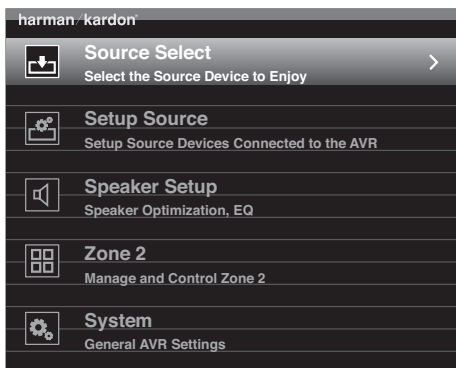 harman/kardon®
Source Select
Select the Source Device to Enjoy
Setup Source
Setup Source Devices Connected to the AVR
Speaker Setup
Speaker Optimization, EQ
Zone 2
Manage and Control Zone 2
System
General AVR Settings